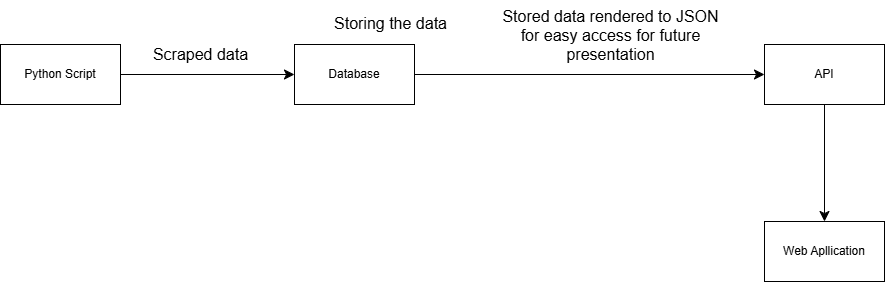 Storing the data
Stored data rendered to JSON
for easy access for future
presentation
Scraped data
Python Script
Database
API
Web Apllication